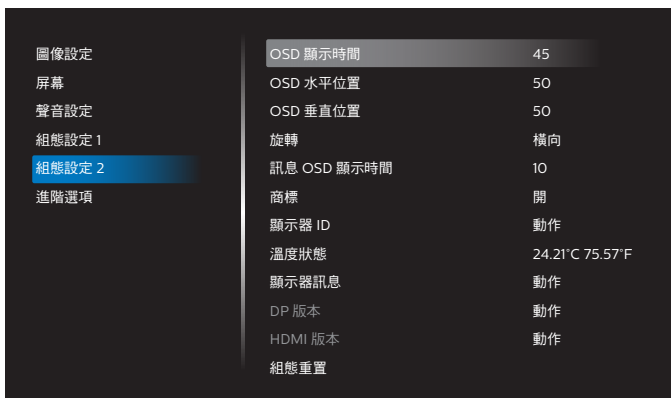 圖像設定
屏幕
聲音設定
組態設定 1
組態設定 2
進階選項
OSD 顯示時間 45
OSD 水平位置 50
OSD 垂直位置 50
旋轉 橫向
訊息 OSD 顯示時間 10
商標 開
顯示器 ID 動作
溫度狀態 24.21°C 75.57°F
顯示器訊息 動作
DP 版本 動作
HDMI 版本 動作
組態重置